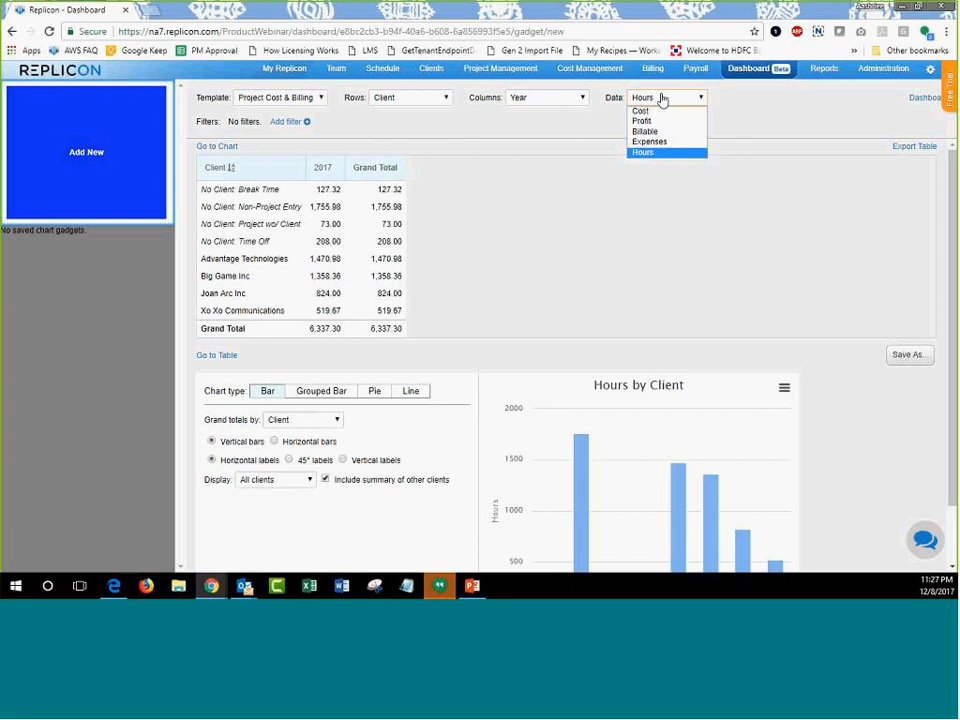 Replicon - Dashboard
Secure
https://na7.replicon.com/ProductWebinar/dashboard/e8bc2cb3-b94f-40a6-b608-6a856993f5e5/gadget/new
Apps AWS FAQ Google Keep PM Approval How Licensing Works LMS GetTenantEndpointD Gen 2 Import File My Recipes — Works Welcome to HDFC B » Other bookmarks
REPLICON My Replicon Team Schedule Clients Project Management Cost Management Billing Payroll Dashboard Beta Reports Administration
Free Trial
Add New
No saved chart gadgets.
Template: Project Cost & Billing Rows: Client Columns: Year Data: Hours Dashboa
Cost
Profit
Billable
Expenses
Hours
Filters: No filters. Add filter
Go to Chart Export Table
Client 2017 Grand Total
No Client: Break Time 127.32 127.32
No Client: Non-Project Entry 1,755.98 1,755.98
No Client: Project wo/ Client 73.00 73.00
No Client: Time Off 208.00 208.00
Advantage Technologies 1,470.98 1,470.98
Big Game Inc 1,358.36 1,358.36
Joan Arc Inc 824.00 824.00
Xo Xo Communications 519.67 519.67
Grand Total 6,337.30 6,337.30
Go to Table Save As..
Chart type: Bar Grouped Bar Pie Line
Grand totals by: Client
Vertical bars Horizontal bars
Horizontal labels 45° labels Vertical labels
Display: All clients Include summary of other clients
Hours by Client
2000
1500
1000
500
Hours
11:27 PM
12/8/2017